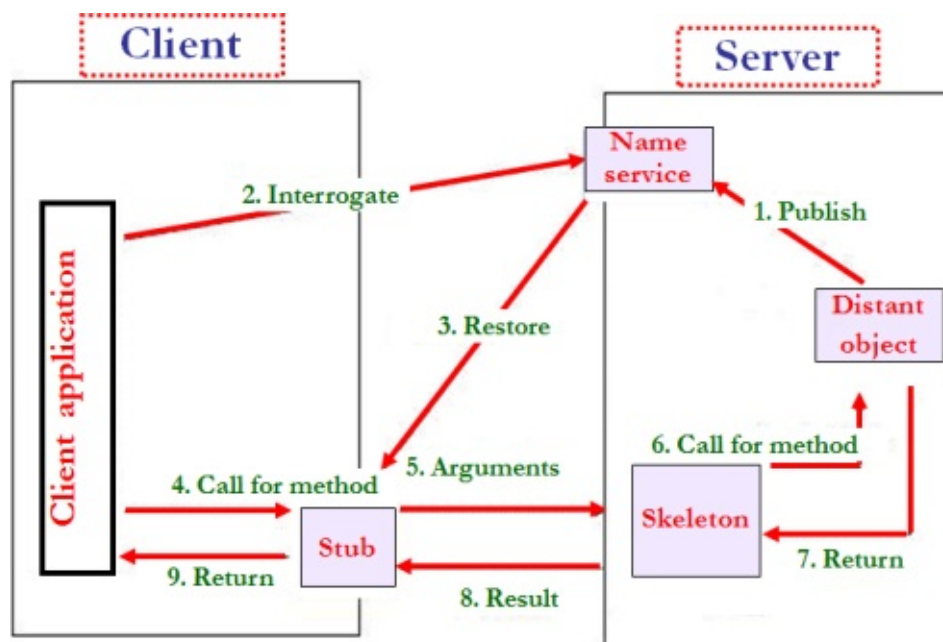 Client
Server
Name
service
2. Interrogate
1. Publish
Distant
object
3. Restore
Client application
6. Call for method
5. Arguments
4. Call for method
Skeleton
Stub
7. Return
9. Return
8. Result